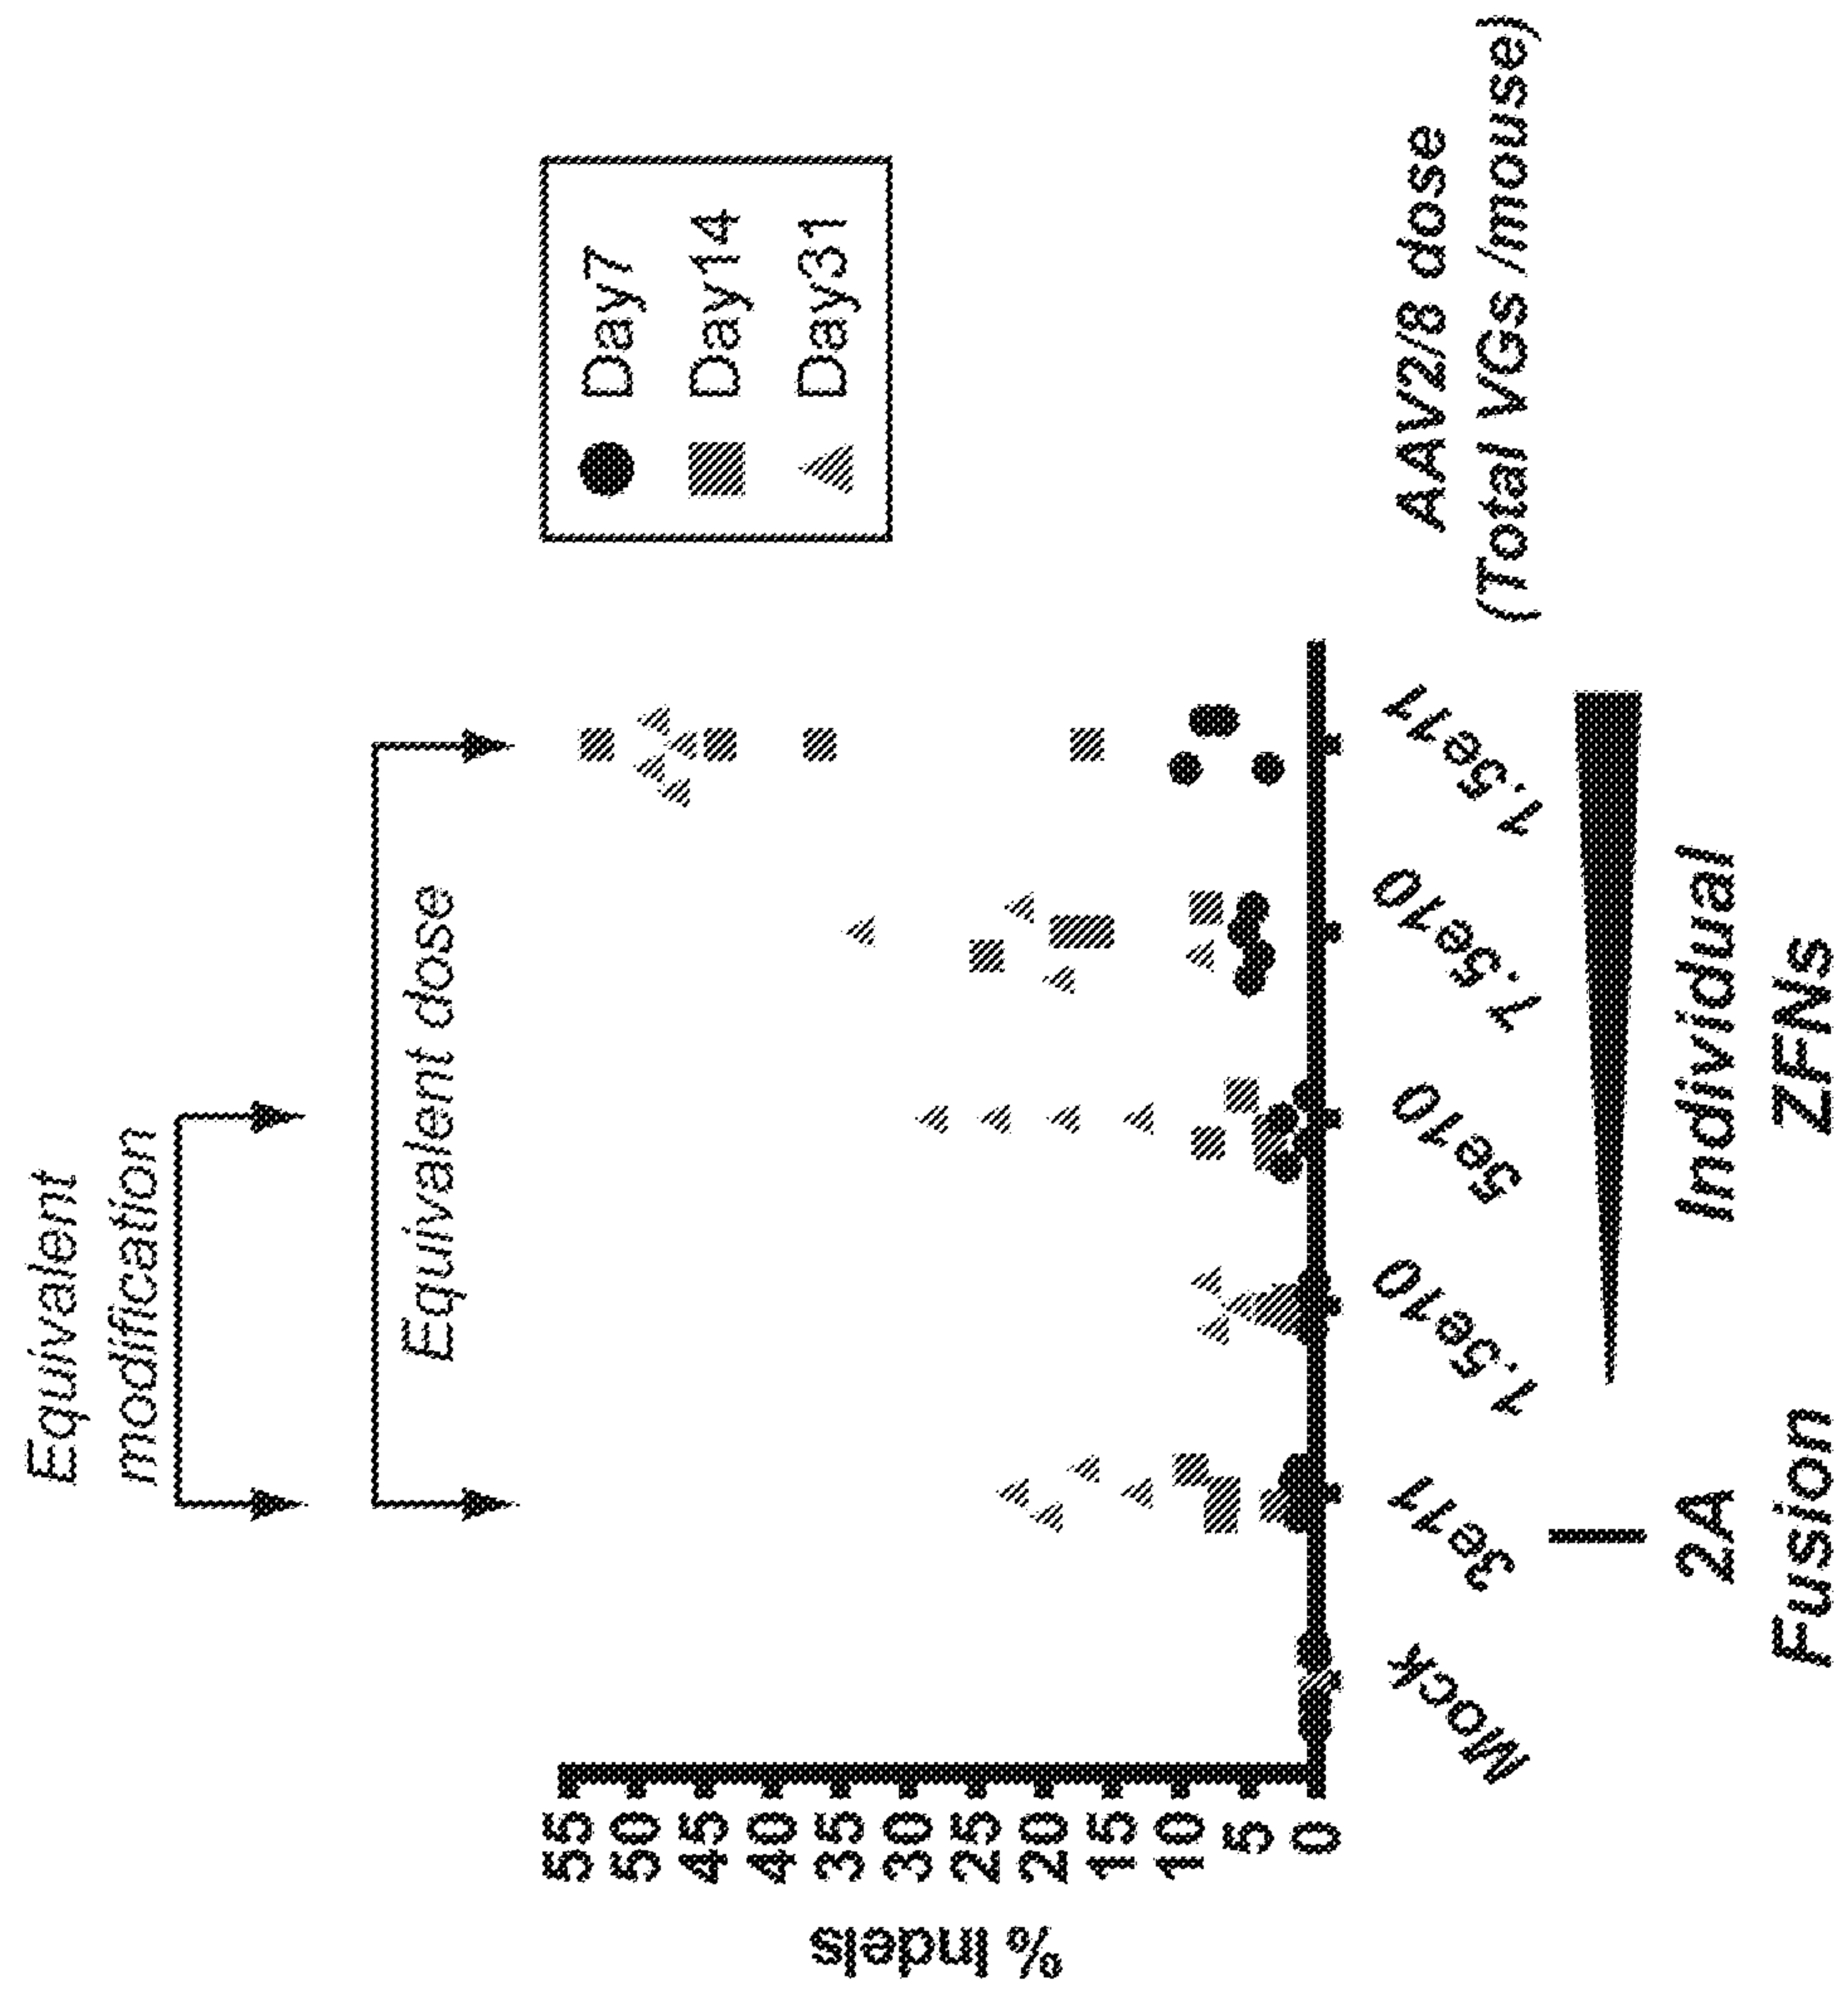 Equivalent
modification
Equivalent dose
Day7
Day14
Day31
% Indels
55
50
45
40
35
30
25
20
15
10
5
0
Mock
3e11
1.5e10
5e10
7.5e10
1.5e11
AAV2/8 dose
(Total VGs /mouse)
2A
Fusion
Individual
ZFNs